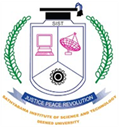 SIST
JUSTICE PEACE REVOLUTION
SATHYABAMA INSTITUTE OF SCIENCE AND TECHNOLOGY
DEEMED UNIVERSITY